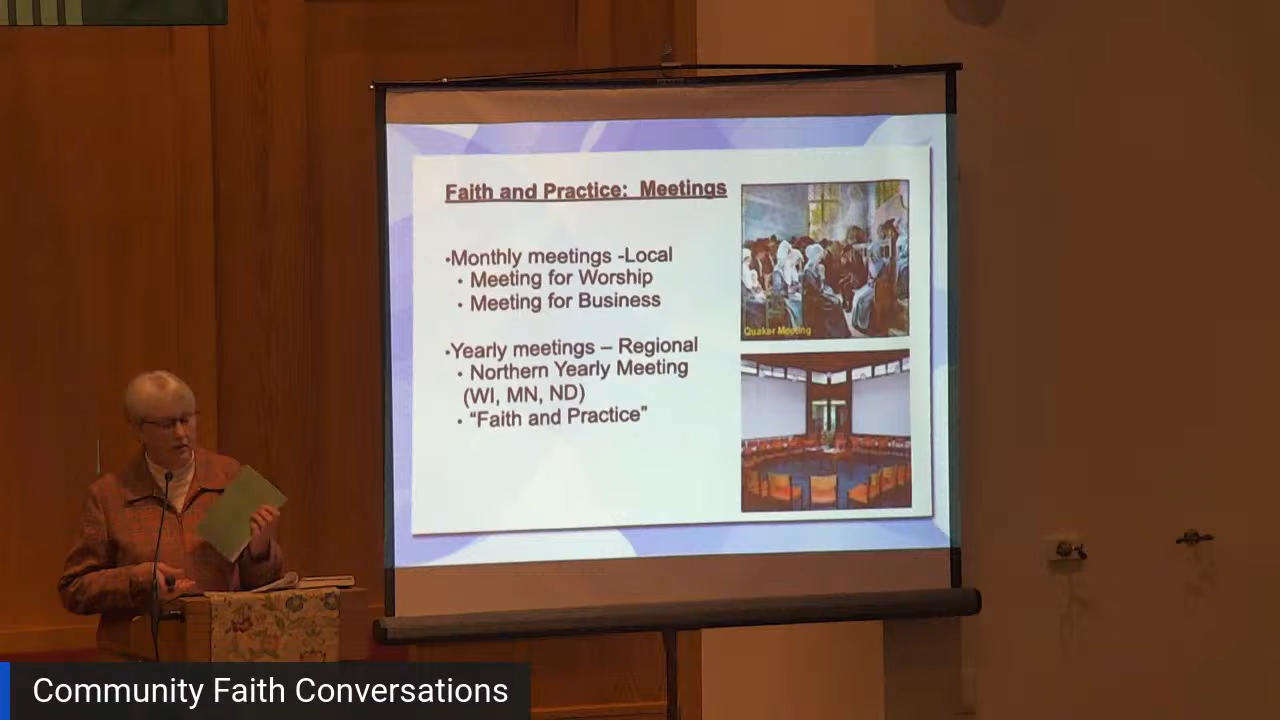 Faith and Practice: Meetings
•Monthly meetings -Local
• Meeting for Worship
• Meeting for Business
•Yearly meetings – Regional
• Northern Yearly Meeting
(WI, MN, ND)
• “Faith and Practice”
Quaker Meeting
Community Faith Conversations